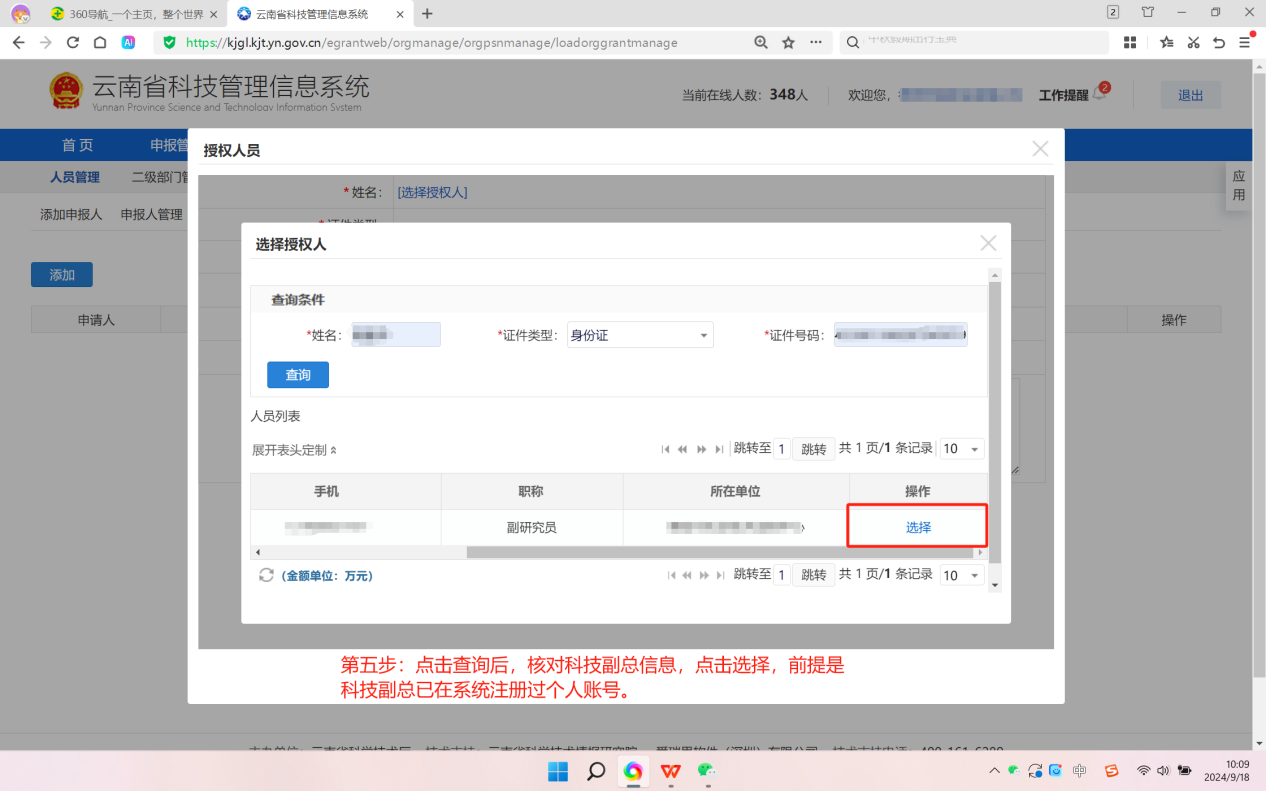 360导航_一个主页，整个世界
云南省科技管理信息系统
2
https://kjgl.kjt.yn.gov.cn/egrantweb/orgmanage/orgpsnmanage/loadorggrantmanage
云南省科技管理信息系统
Yunnan Province Science and Technology Information System
当前在线人数：348人
欢迎您，
工作提醒
2
退出
首页
申报管
人员管理
二级部门管
应用
添加申报人
申报人管理
添加
申请人
操作
授权人员
*姓名：
[选择授权人]
*证件类型
选择授权人
查询条件
*姓名：
*证件类型：
身份证
*证件号码：
查询
人员列表
展开表头定制
跳转至 1 跳转 共 1 页/1 条记录 10
手机 职称 所在单位 操作
副研究员 选择
（金额单位：万元）
跳转至 1 跳转 共 1 页/1 条记录 10
第五步：点击查询后，核对科技副总信息，点击选择，前提是
科技副总已在系统注册过个人账号。
中
10:09
2024/9/18